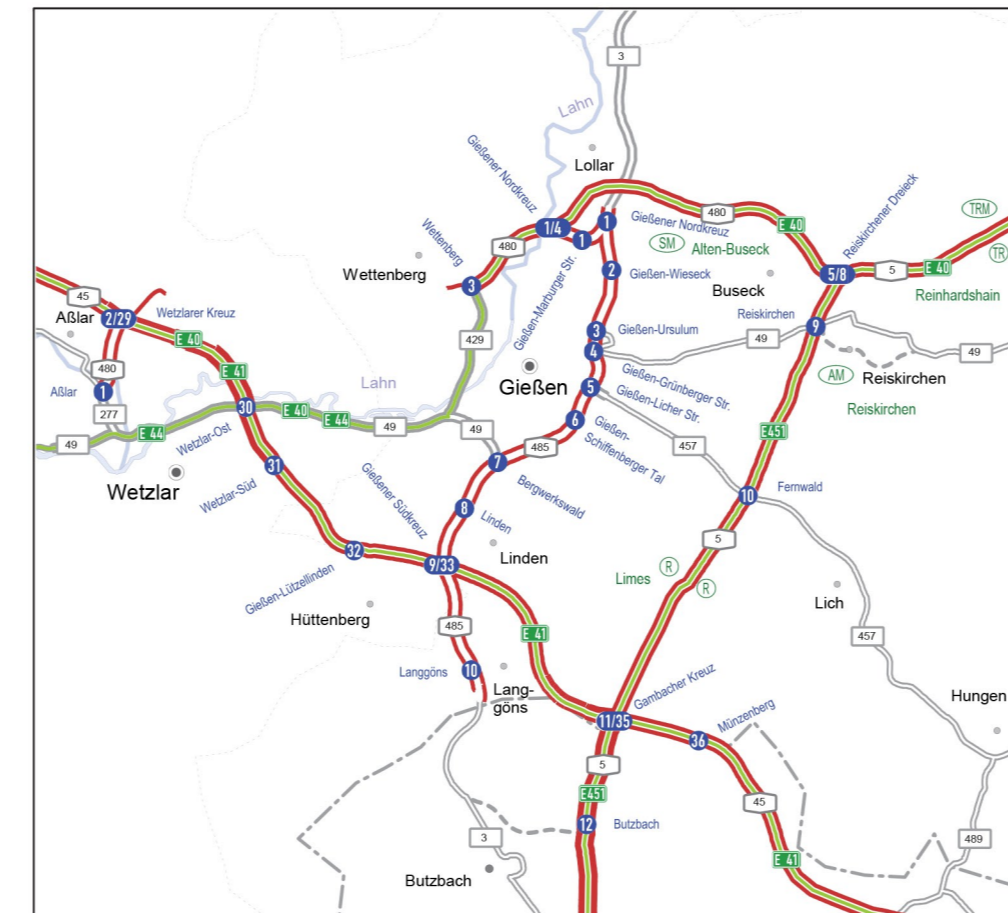 3
Lahn
Lollar
Gießener Nordkreuz
1/4
1
1
Gießener Nordkreuz
480
E 40
Reiskirchener Dreieck
TRM
TR
SM
Alten-Buseck
Wettenberg
480
Wettenberg
3
Gießen-Marburger Str.
2
Gießen-Wieseck
Buseck
5/8
5
E 40
Reinhardshain
45
Aßlar
2/29
Wetzlarer Kreuz
E 40
480
Aßlar
1
277
E 41
429
3
Gießen-Ursulum
4
Gießen-Grünberger Str.
Reiskirchen
9
49
49
AM
Reiskirchen
Reiskirchen
Lahn
Gießen
5
Gießen-Licher Str.
6
Gießen-
Schiffenberger Tal
49
E 44
Wetzlar-Ost
30
E 40
E 44
49
49
485
457
E451
Wetzlar
Wetzlar-Süd
31
7
Bergwerkswald
Gießener Südkreuz
8
Linden
Linden
10
Fernwald
5
32
Gießen-Lützellinden
9/33
Hüttenberg
Limes
R
R
Lich
457
485
E 41
Langgöns
10
Lang-
göns
Gambacher Kreuz
11/35
36
Münzenberg
Hungen
5
E451
12
Butzbach
45
E 41
489
3
Butzbach